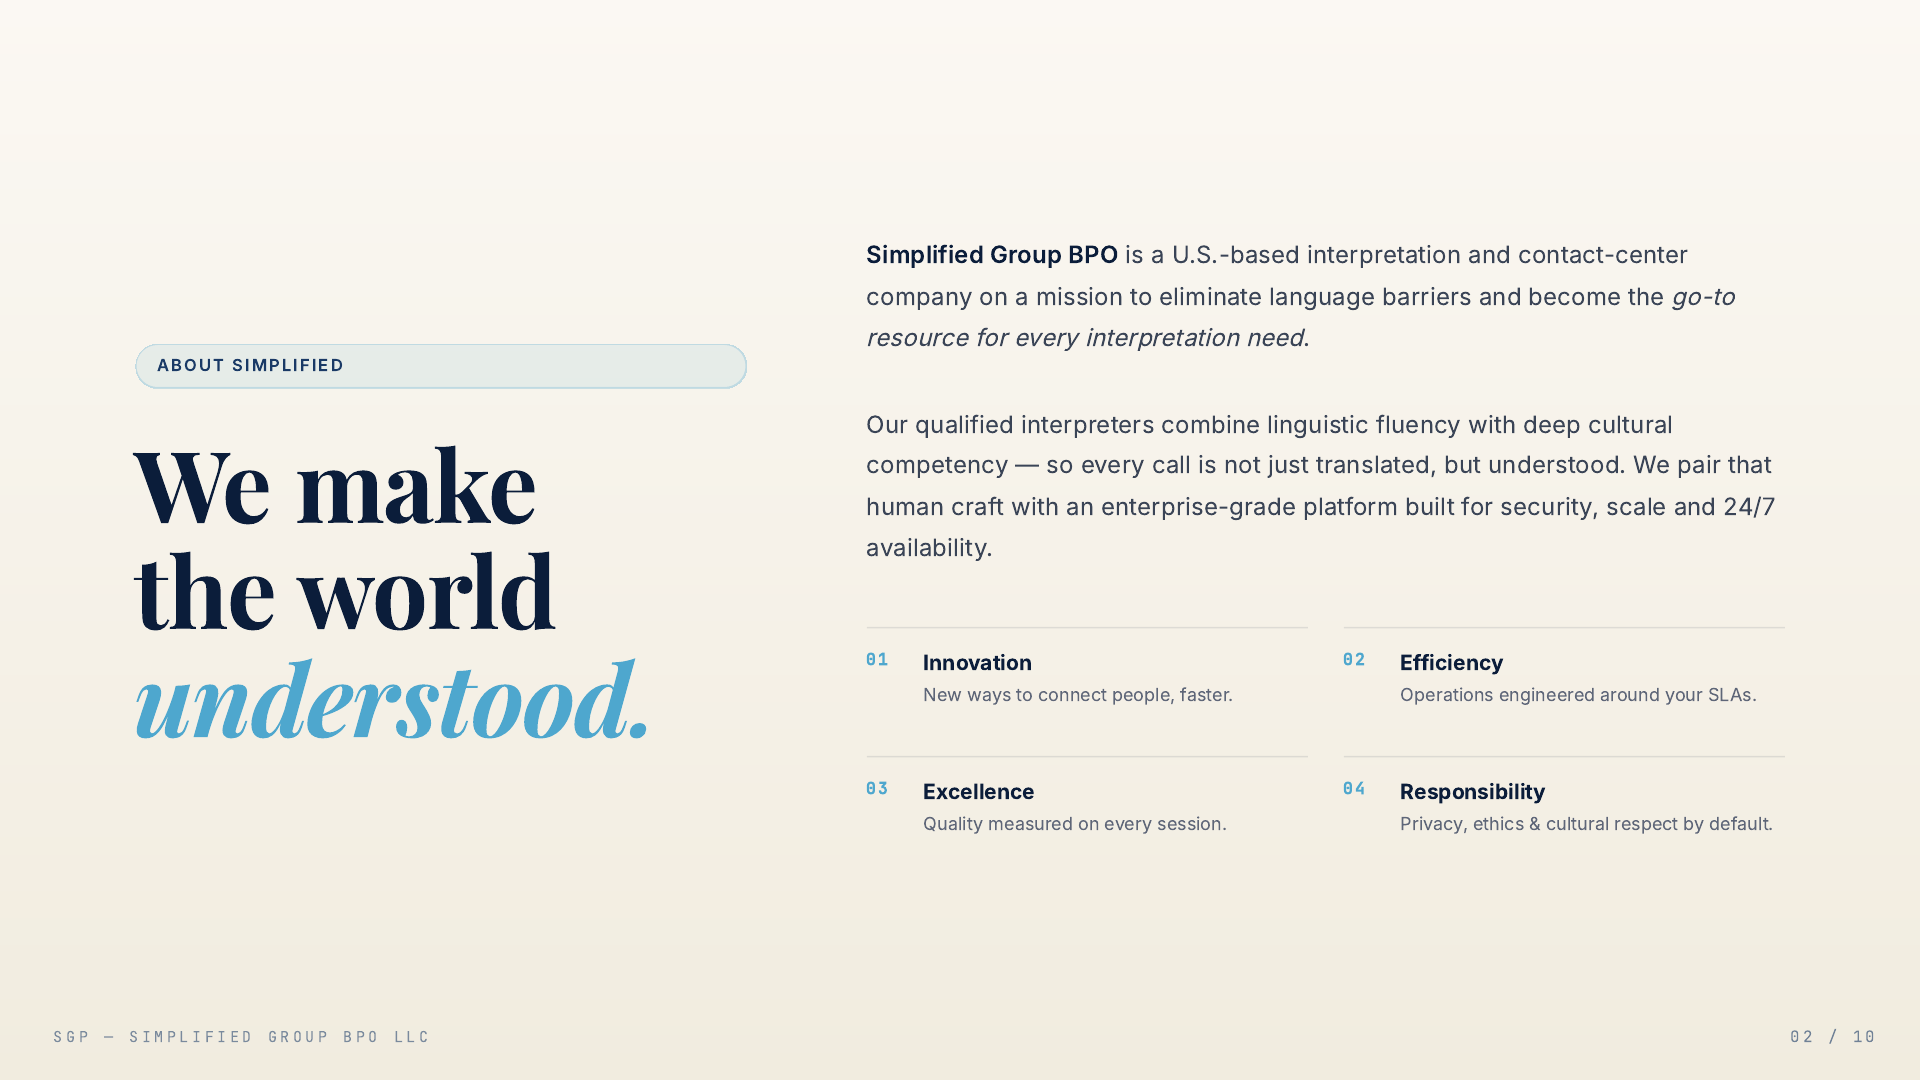 ABOUT SIMPLIFIED
We make
the world
understood.
Simplified Group BPO is a U.S.-based interpretation and contact-center
company on a mission to eliminate language barriers and become the go-to
resource for every interpretation need.
Our qualified interpreters combine linguistic fluency with deep cultural
competency — so every call is not just translated, but understood. We pair that
human craft with an enterprise-grade platform built for security, scale and 24/7
availability.
01 Innovation
New ways to connect people, faster.
02 Efficiency
Operations engineered around your SLAs.
03 Excellence
Quality measured on every session.
04 Responsibility
Privacy, ethics & cultural respect by default.
SGP — SIMPLIFIED GROUP BPO LLC
02 / 10